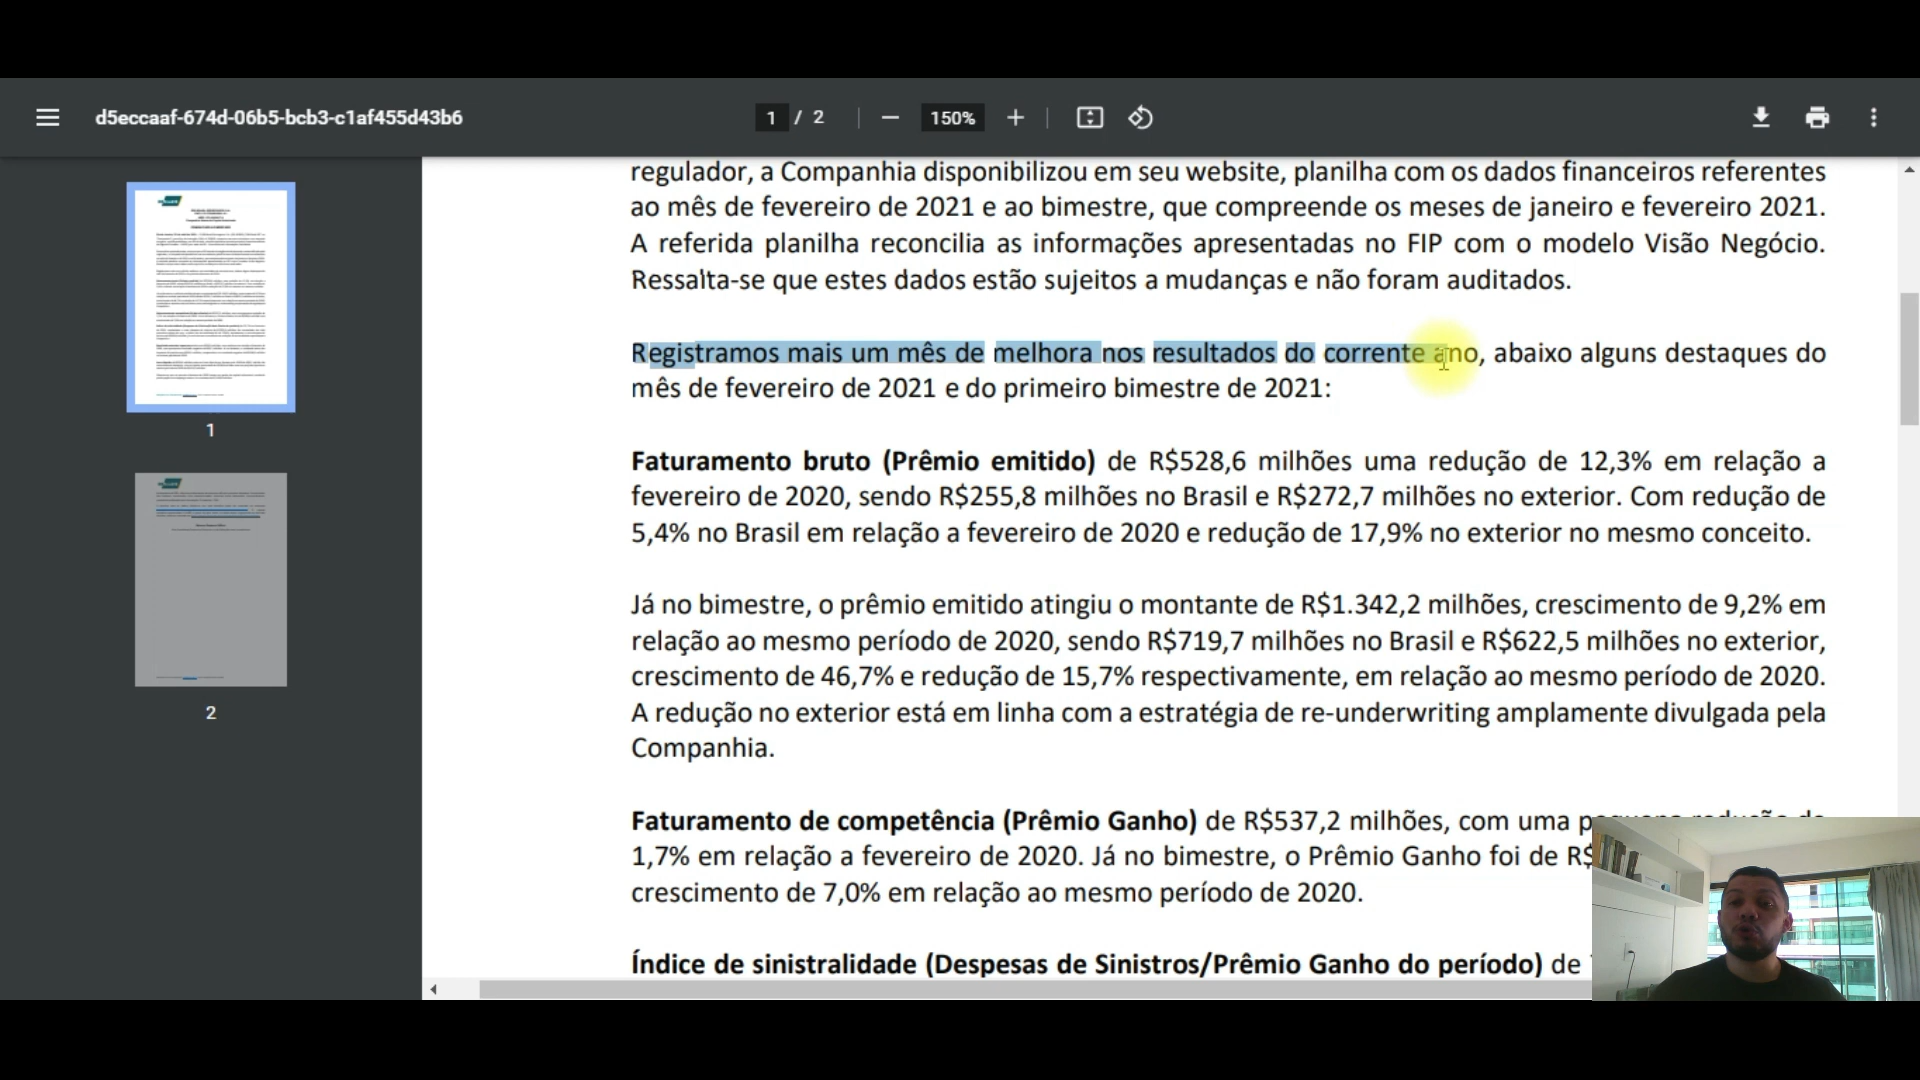 d5eccaaf-674d-06b5-bcb3-c1af455d43b6
1 / 2
150%
regulador, a Companhia disponibilizou em seu website, planilha com os dados financeiros referentes
ao mês de fevereiro de 2021 e ao bimestre, que compreende os meses de janeiro e fevereiro 2021.
A referida planilha reconcilia as informações apresentadas no FIP com o modelo Visão Negócio.
Ressalta-se que estes dados estão sujeitos a mudanças e não foram auditados.
Registramos mais um mês de melhora nos resultados do corrente ano, abaixo alguns destaques do
mês de fevereiro de 2021 e do primeiro bimestre de 2021:
Faturamento bruto (Prêmio emitido) de R$528,6 milhões uma redução de 12,3% em relação a
fevereiro de 2020, sendo R$255,8 milhões no Brasil e R$272,7 milhões no exterior. Com redução de
5,4% no Brasil em relação a fevereiro de 2020 e redução de 17,9% no exterior no mesmo conceito.
Já no bimestre, o prêmio emitido atingiu o montante de R$1.342,2 milhões, crescimento de 9,2% em
relação ao mesmo período de 2020, sendo R$719,7 milhões no Brasil e R$622,5 milhões no exterior,
crescimento de 46,7% e redução de 15,7% respectivamente, em relação ao mesmo período de 2020.
A redução no exterior está em linha com a estratégia de re-underwriting amplamente divulgada pela
Companhia.
Faturamento de competência (Prêmio Ganho) de R$537,2 milhões, com uma pequena redução de
1,7% em relação a fevereiro de 2020. Já no bimestre, o Prêmio Ganho foi de R$
crescimento de 7,0% em relação ao mesmo período de 2020.
Índice de sinistralidade (Despesas de Sinistros/Prêmio Ganho do período) de
1
2